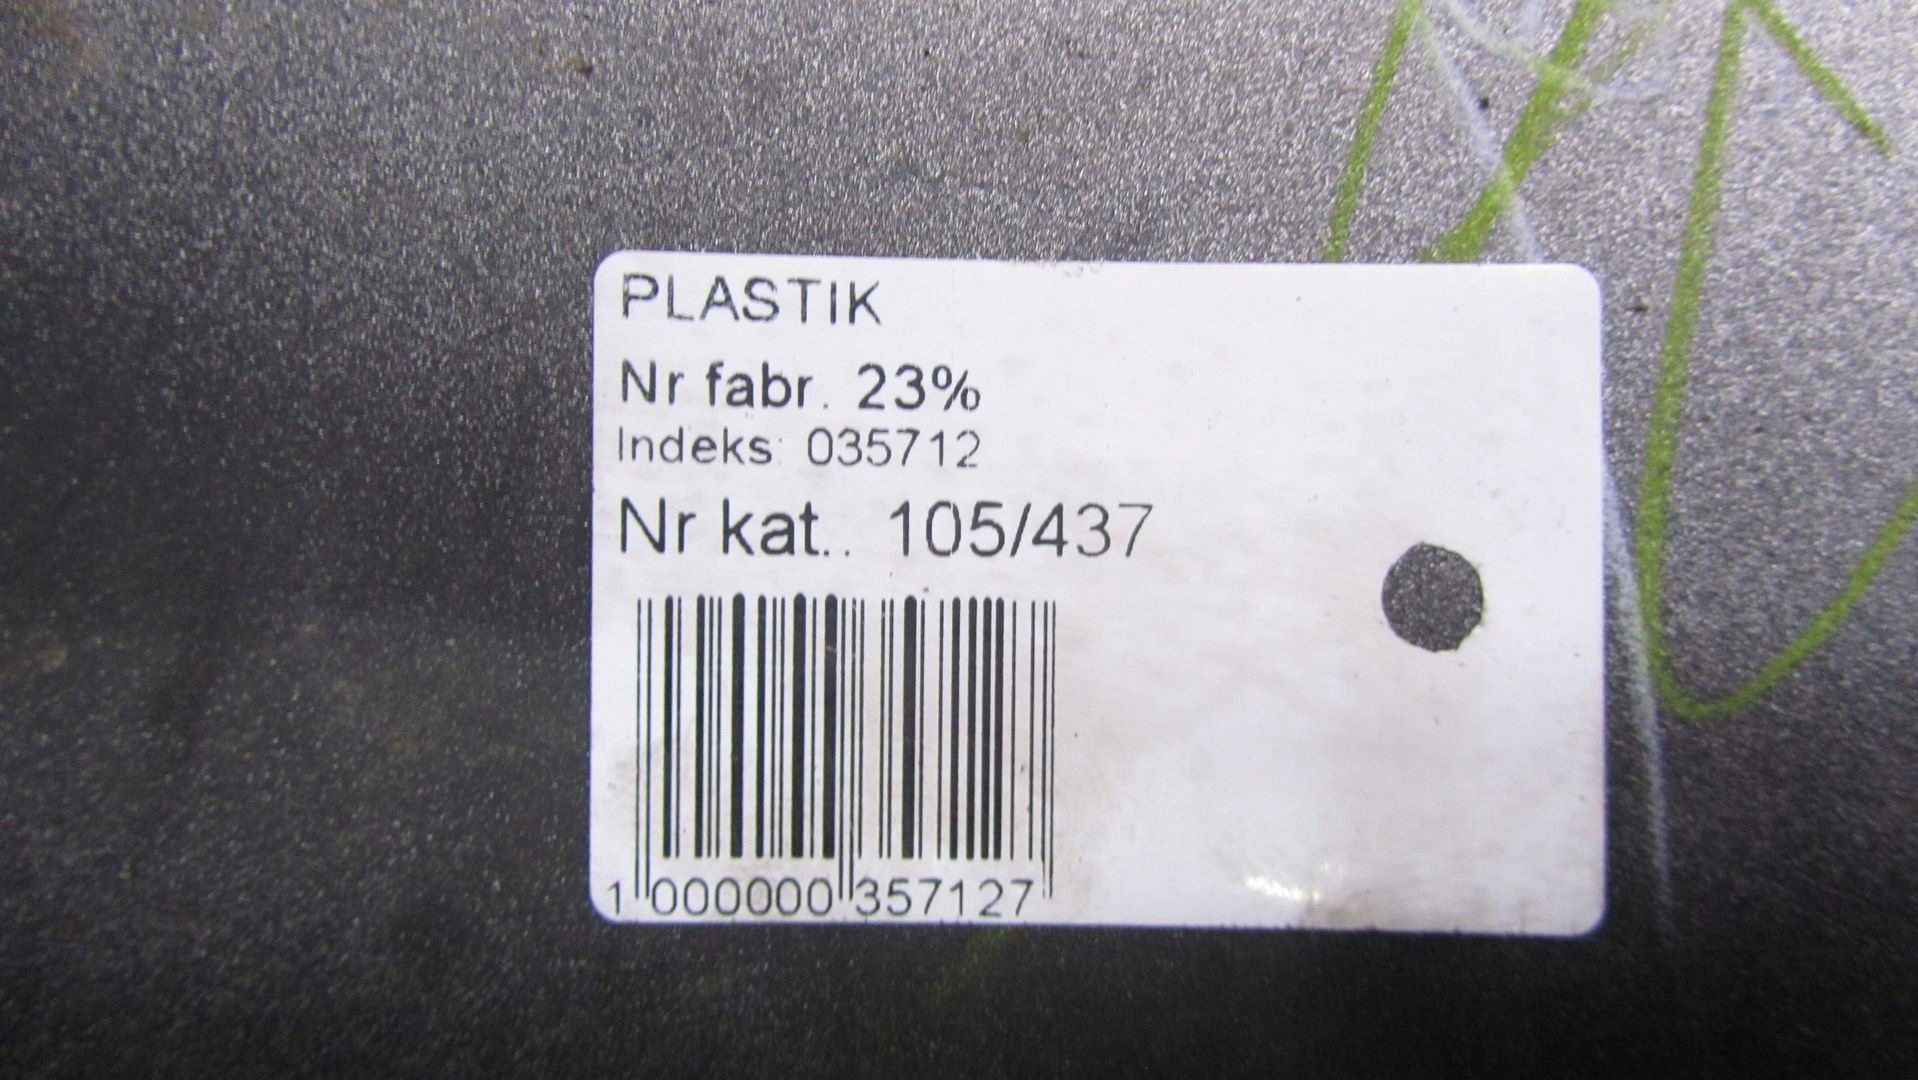 PLASTIK
Nr fabr. 23%
Indeks: 035712
Nr kat.. 105/437
1 000000 357127